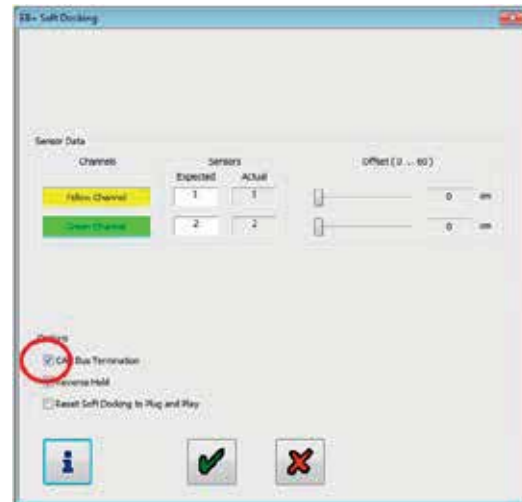 EB+ Soft Docking
Sensor Data
Channels Sensors Offset ( 0 ... 60 )
Expected Actual
Yellow Channel 1 1 0 cm
Green Channel 2 2 0 cm
Options
CAN Bus Termination
Reverse Hold
Reset Soft Docking to Plug and Play
i